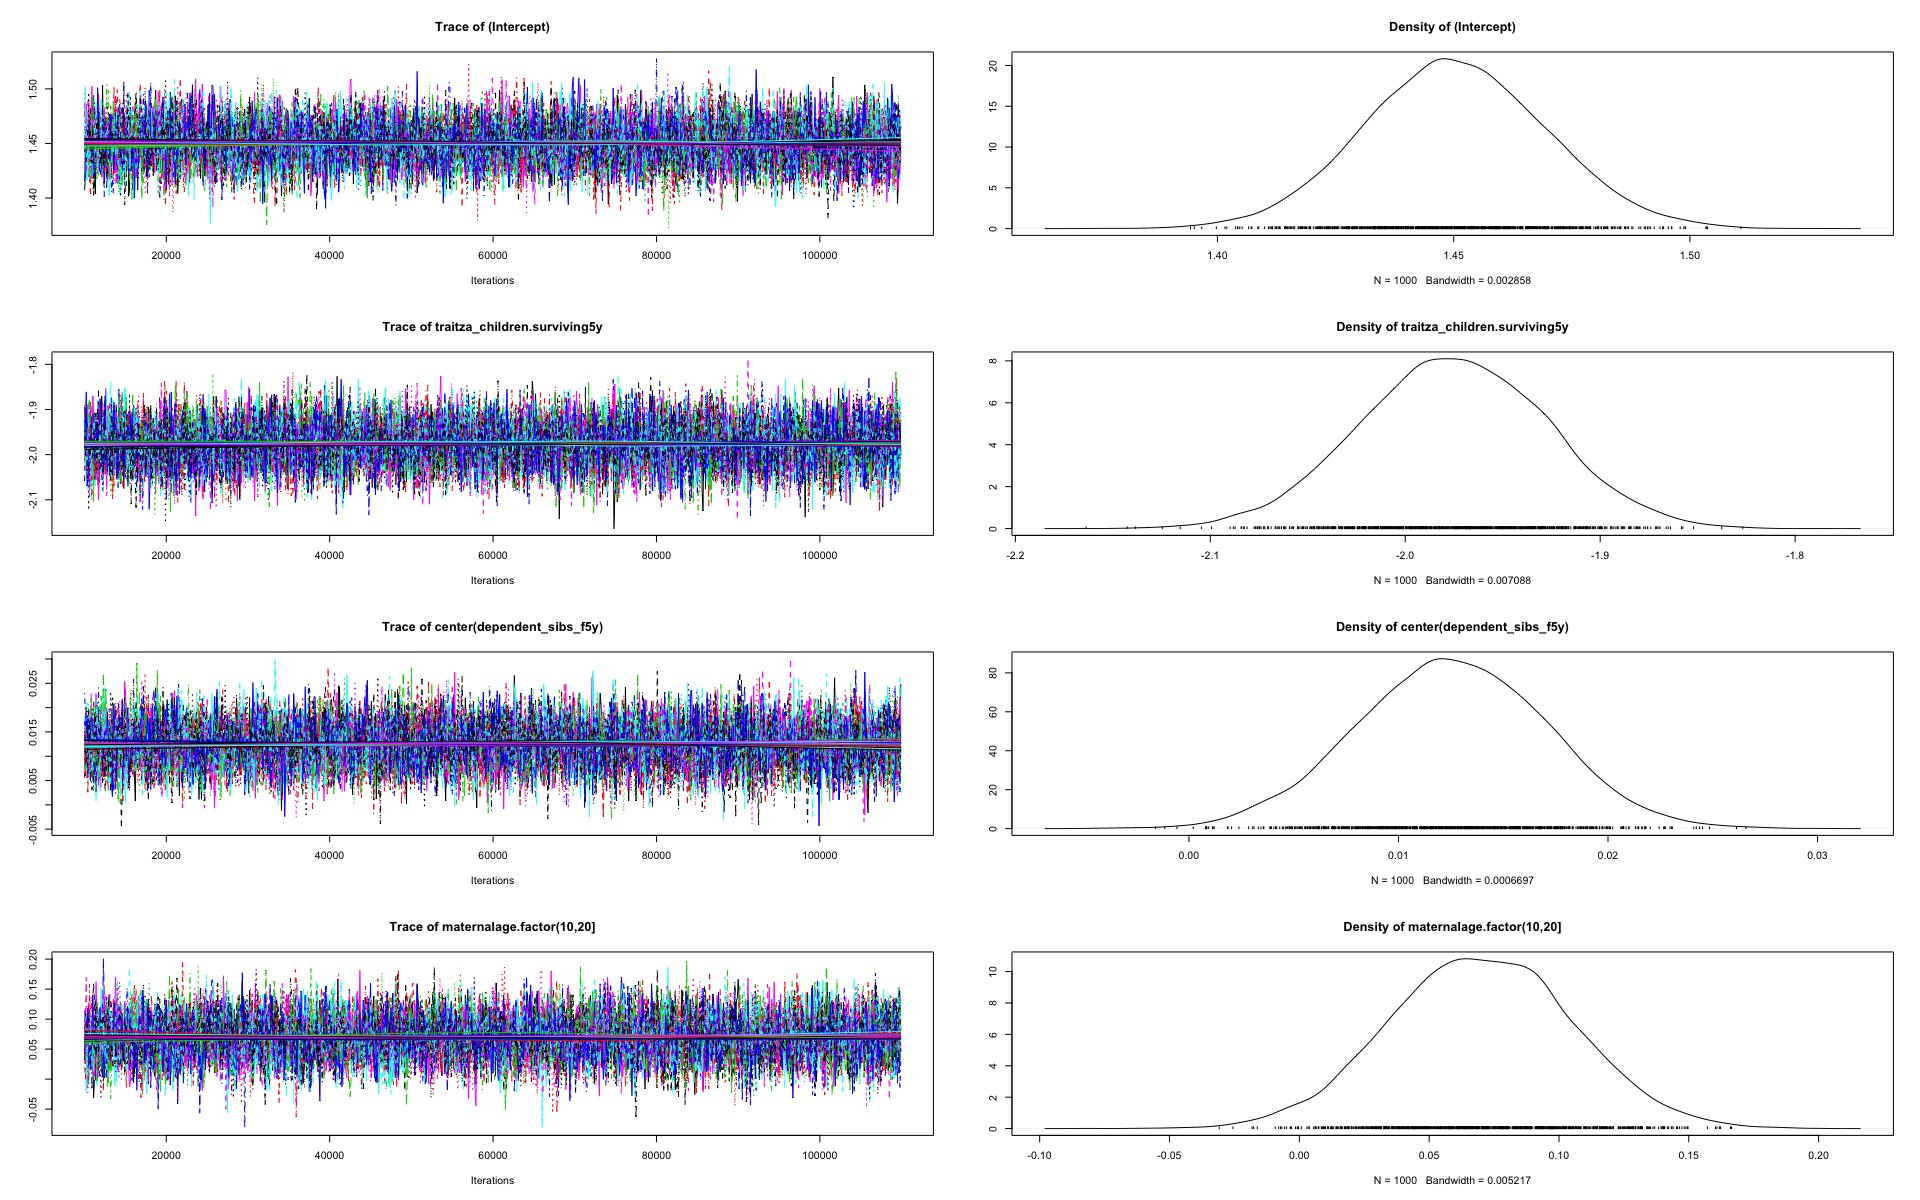 Trace of (Intercept)
1.40 1.45 1.50
20000 40000 60000 80000 100000
Iterations
Density of (Intercept)
0 5 10 15 20
1.40 1.45 1.50
N = 1000 Bandwidth = 0.002858
Trace of traitza_children.surviving5y
-2.1 -2.0 -1.9 -1.8
20000 40000 60000 80000 100000
Iterations
Density of traitza_children.surviving5y
0 2 4 6 8
-2.2 -2.1 -2.0 -1.9 -1.8
N = 1000 Bandwidth = 0.007088
Trace of center(dependent_sibs_f5y)
-0.005 0.005 0.015 0.025
20000 40000 60000 80000 100000
Iterations
Density of center(dependent_sibs_f5y)
0 20 40 60 80
0.00 0.01 0.02 0.03
N = 1000 Bandwidth = 0.0006697
Trace of maternalage.factor(10,20]
-0.05 0.05 0.10 0.15 0.20
20000 40000 60000 80000 100000
Iterations
Density of maternalage.factor(10,20]
0 2 4 6 8 10
-0.10 -0.05 0.00 0.05 0.10 0.15 0.20
N = 1000 Bandwidth = 0.005217